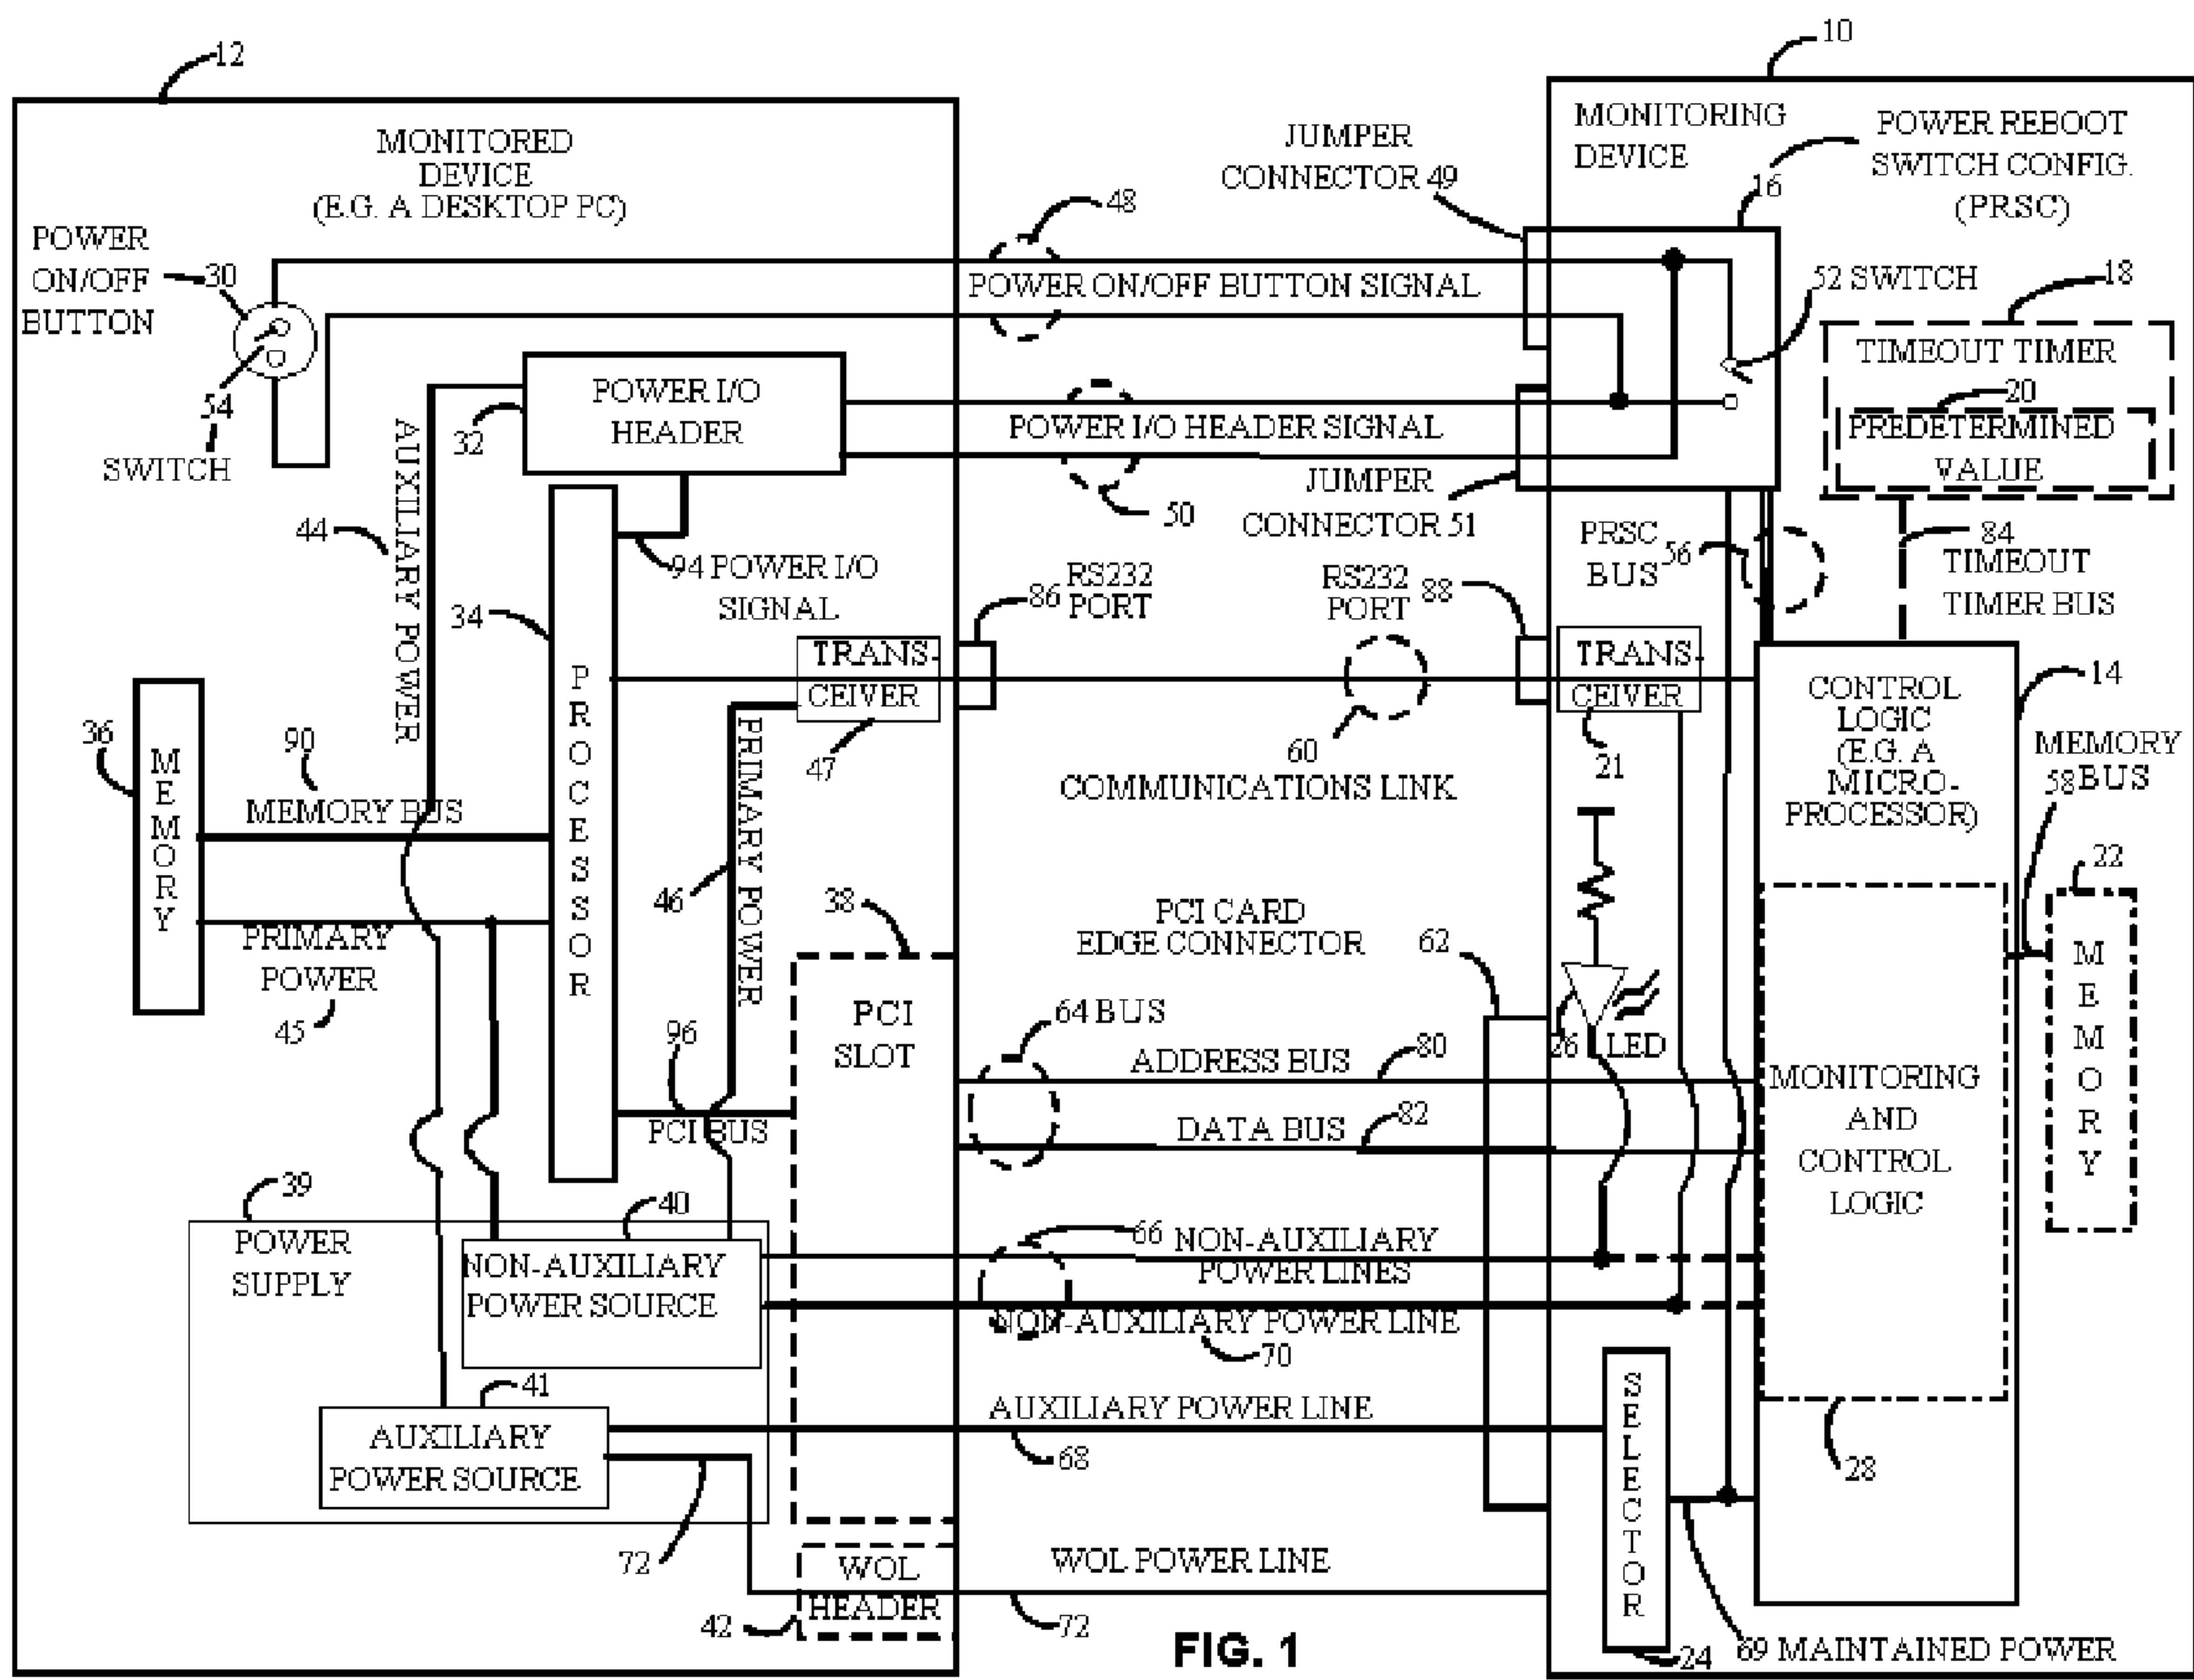 12
10
MONITORED
DEVICE
(E.G. A DESKTOP PC)
POWER
ON/OFF
BUTTON
30
54
SWITCH
POWER I/O
HEADER
32
44
AUXILIARY POWER
94 POWER I/O
SIGNAL
34
PROCESSOR
TRANS-
CEIVER
47
86
RS232
PORT
36
MEMORY
90
MEMORY BUS
PRIMARY
POWER
45
46
PRIMARY POWER
38
PCI
SLOT
96
PCI BUS
39
POWER
SUPPLY
40
NON-AUXILIARY
POWER SOURCE
41
AUXILIARY
POWER SOURCE
72
WOL
HEADER
42
JUMPER
CONNECTOR 49
48
POWER ON/OFF BUTTON SIGNAL
POWER I/O HEADER SIGNAL
50
JUMPER
CONNECTOR 51
RS232
PORT
88
60
COMMUNICATIONS LINK
PCI CARD
EDGE CONNECTOR
62
64 BUS
ADDRESS BUS
80
DATA BUS
82
66
NON-AUXILIARY
POWER LINES
NON-AUXILIARY POWER LINE
70
AUXILIARY POWER LINE
68
WOL POWER LINE
72
MONITORING
DEVICE
POWER REBOOT
SWITCH CONFIG.
(PRSC)
16
52 SWITCH
18
TIMEOUT TIMER
20
PREDETERMINED
VALUE
PRSC
BUS
56
84
TIMEOUT
TIMER BUS
TRANS-
CEIVER
21
CONTROL
LOGIC
(E.G. A
MICRO-
PROCESSOR)
14
MEMORY
58 BUS
22
MEMORY
26
LED
MONITORING
AND
CONTROL
LOGIC
28
SELECTOR
24
69 MAINTAINED POWER
FIG. 1